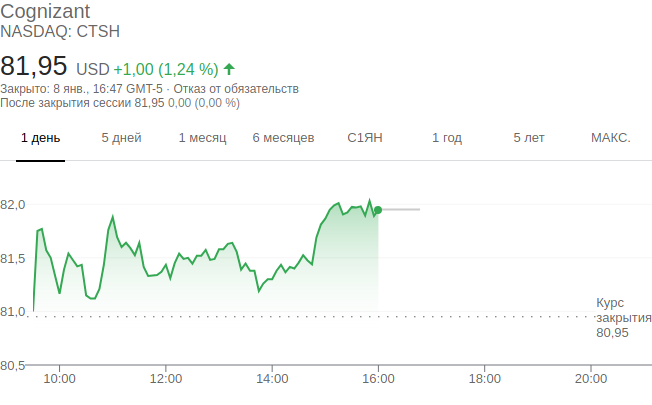 Cognizant
NASDAQ: CTSH
81,95 USD +1,00 (1,24 %)
Закрыто: 8 янв., 16:47 GMT-5 · Отказ от обязательств
После закрытия сессии 81,95 0,00 (0,00 %)
1 день 5 дней 1 месяц 6 месяцев С1ЯН 1 год 5 лет МАКС.
82,0
81,5
81,0
Курс
закрытия
80,95
80,5
10:00 12:00 14:00 16:00 18:00 20:00